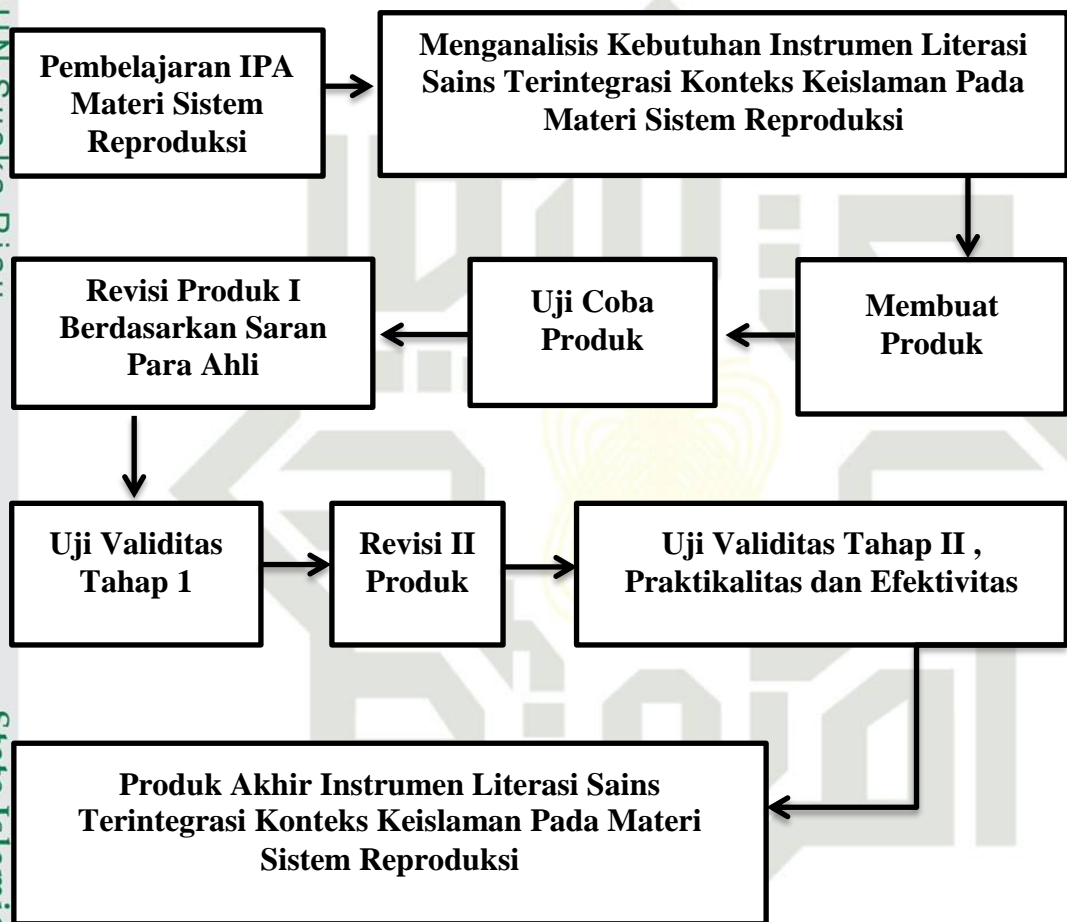 Pembelajaran IPA
Materi Sistem
Reproduksi
Menganalisis Kebutuhan Instrumen Literasi
Sains Terintegrasi Konteks Keislaman Pada
Materi Sistem Reproduksi
Revisi Produk I
Berdasarkan Saran
Para Ahli
Uji Coba
Produk
Membuat
Produk
Uji Validitas
Tahap 1
Revisi II
Produk
Uji Validitas Tahap II ,
Praktikalitas dan Efektivitas
Produk Akhir Instrumen Literasi Sains
Terintegrasi Konteks Keislaman Pada Materi
Sistem Reproduksi